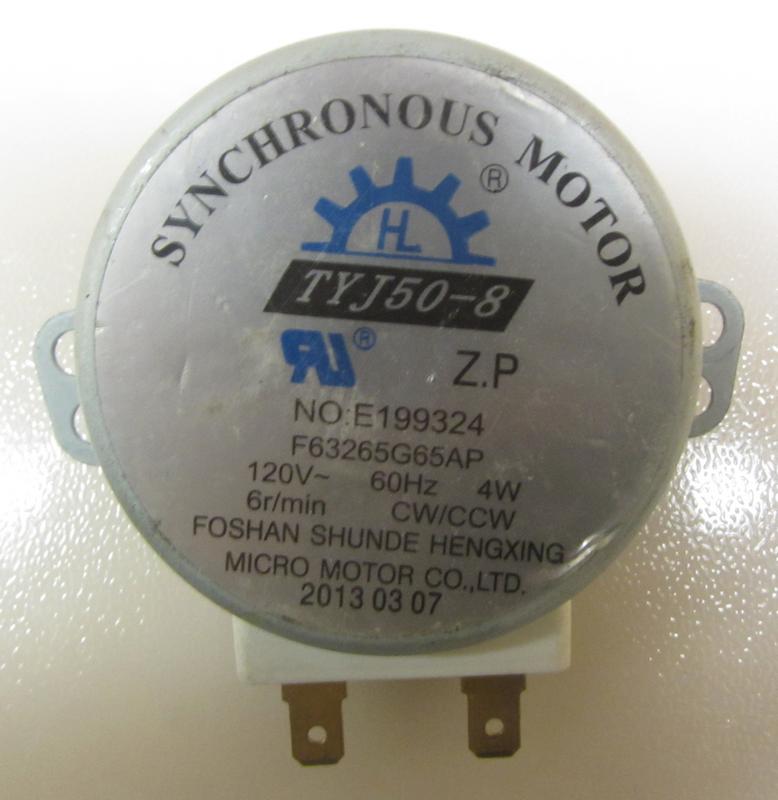 SYNCHRONOUS MOTOR
®
HL
TYJ50-8
RU®
Z.P
NO:E199324
F63265G65AP
120V~ 60Hz 4W
6r/min CW/CCW
FOSHAN SHUNDE HENGXING
MICRO MOTOR CO.,LTD.
2013 03 07